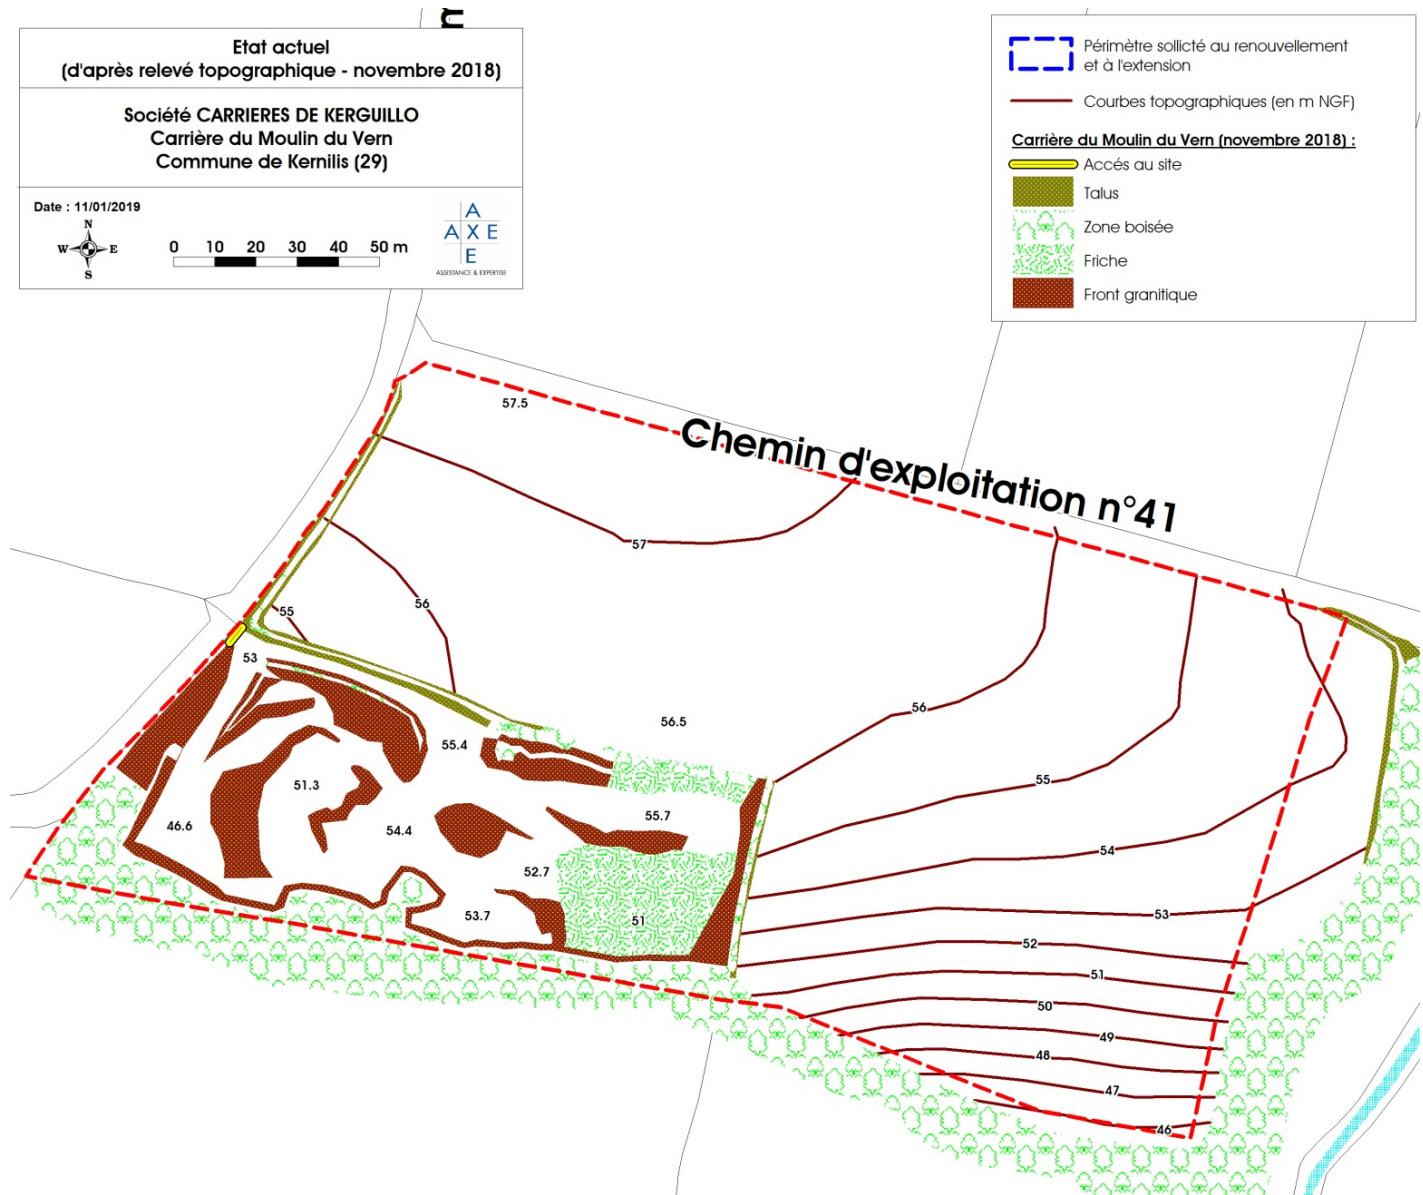 n
Etat actuel
(d'après relevé topographique - novembre 2018)
Société CARRIERES DE KERGUILLO
Carrière du Moulin du Vern
Commune de Kernilis (29)
Date : 11/01/2019
N
W E
S
0 10 20 30 40 50 m
A
A X E
E
ASSISTANCE & EXPERTISE
Périmètre sollicté au renouvellement
et à l'extension
Courbes topographiques (en m NGF)
Carrière du Moulin du Vern (novembre 2018) :
Accés au site
Talus
Zone boisée
Friche
Front granitique
57.5
Chemin d'exploitation n°41
57
56
55
53
56.5
56
55.4
55
51.3
55.7
46.6
54.4
54
52.7
53.7
51
53
52
51
50
49
48
47
46